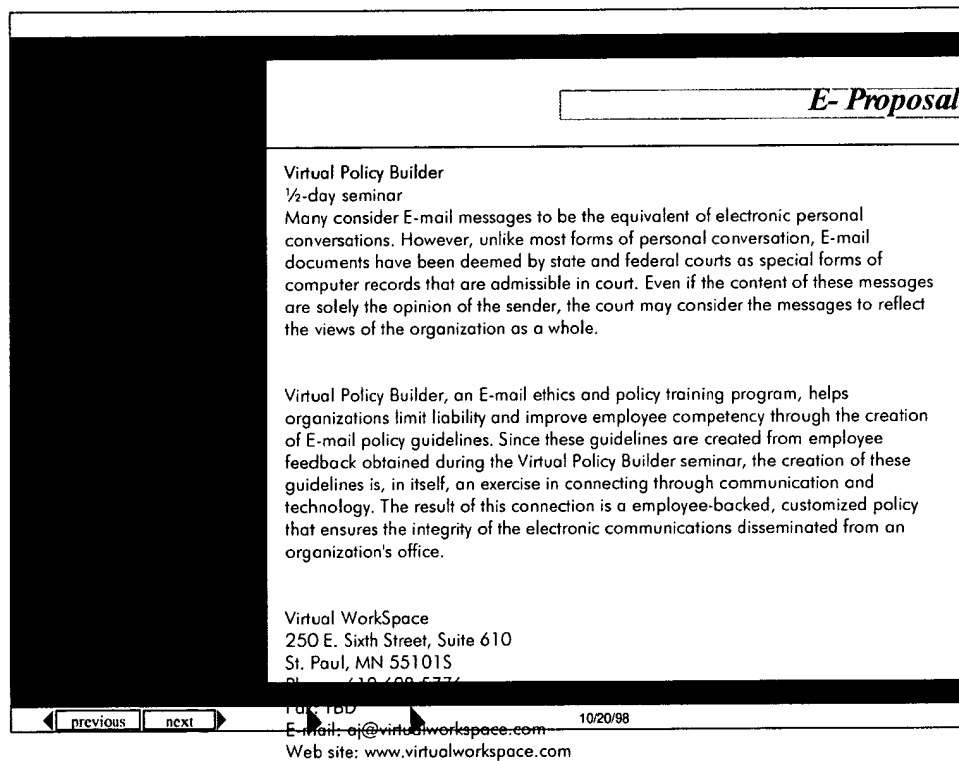 E- Proposal
Virtual Policy Builder
½-day seminar
Many consider E-mail messages to be the equivalent of electronic personal
conversations. However, unlike most forms of personal conversation, E-mail
documents have been deemed by state and federal courts as special forms of
computer records that are admissible in court. Even if the content of these messages
are solely the opinion of the sender, the court may consider the messages to reflect
the views of the organization as a whole.
Virtual Policy Builder, an E-mail ethics and policy training program, helps
organizations limit liability and improve employee competency through the creation
of E-mail policy guidelines. Since these guidelines are created from employee
feedback obtained during the Virtual Policy Builder seminar, the creation of these
guidelines is, in itself, an exercise in connecting through communication and
technology. The result of this connection is a employee-backed, customized policy
that ensures the integrity of the electronic communications disseminated from an
organization's office.
Virtual WorkSpace
250 E. Sixth Street, Suite 610
St. Paul, MN 55101S
Fax: TBD
previous next 10/20/98
E-mail: aj@virtualworkspace.com
Web site: www.virtualworkspace.com